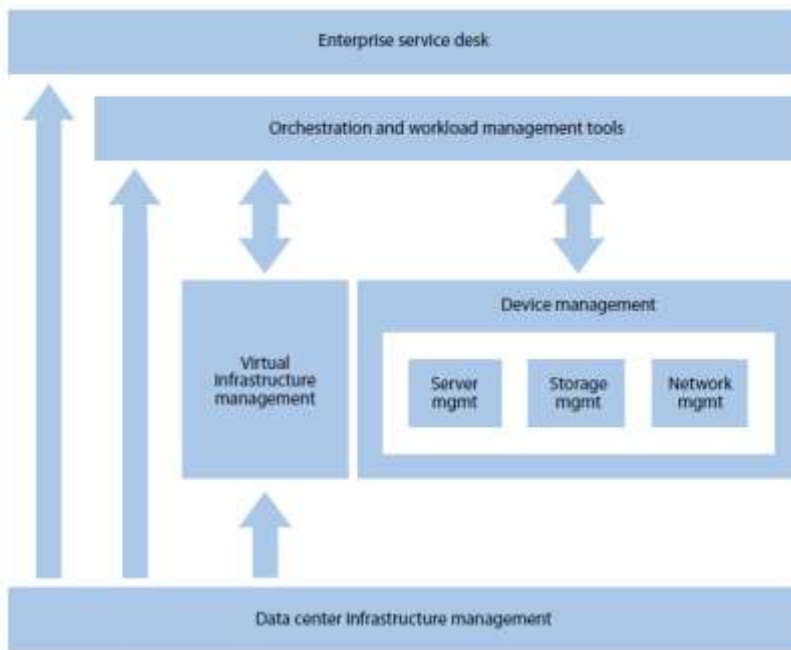 Enterprise service desk
Orchestration and workload management tools
Device management
Virtual
infrastructure
management
Server
mgmt
Storage
mgmt
Network
mgmt
Data center infrastructure management